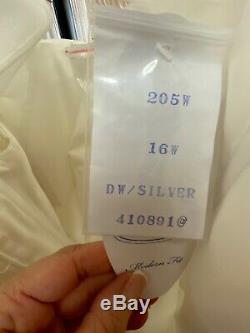 205W
16W
DW/SILVER
410891@
Modern Fit